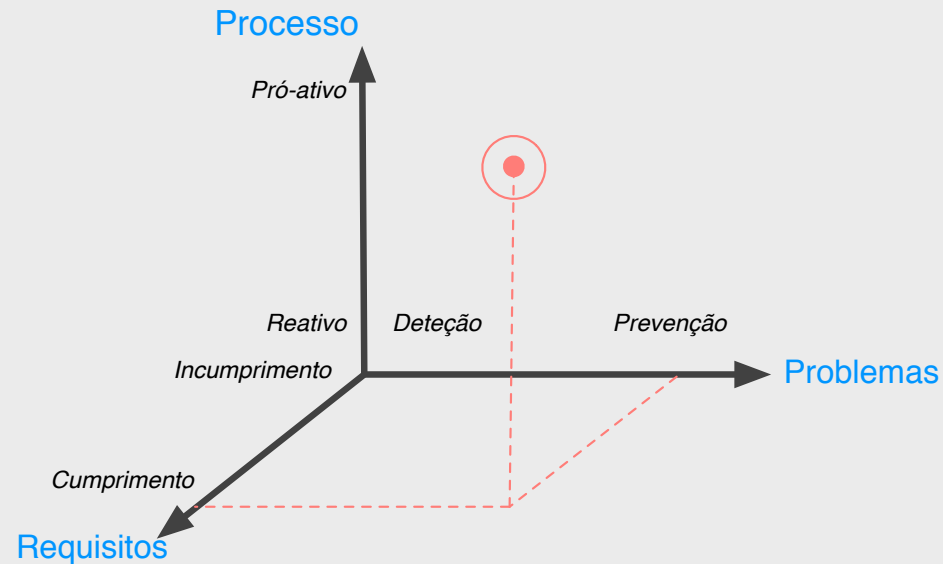 Processo
Pró-ativo
Reativo
Deteção
Prevenção
Incumprimento
Problemas
Cumprimento
Requisitos